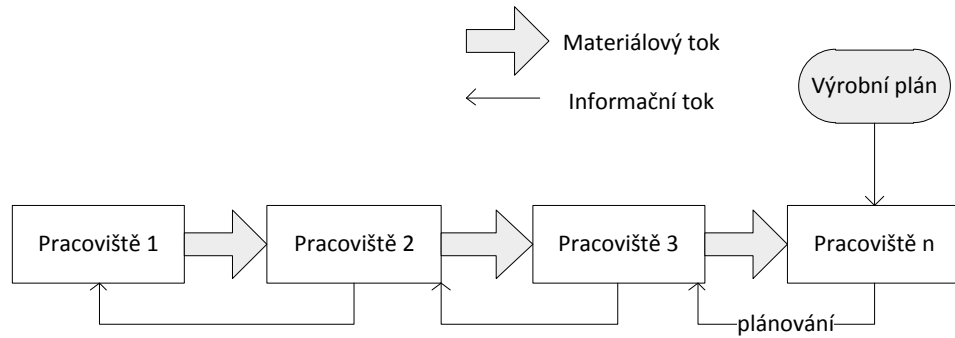 Materiálový tok
Informační tok
Výrobní plán
Pracoviště 1
Pracoviště 2
Pracoviště 3
Pracoviště n
plánování